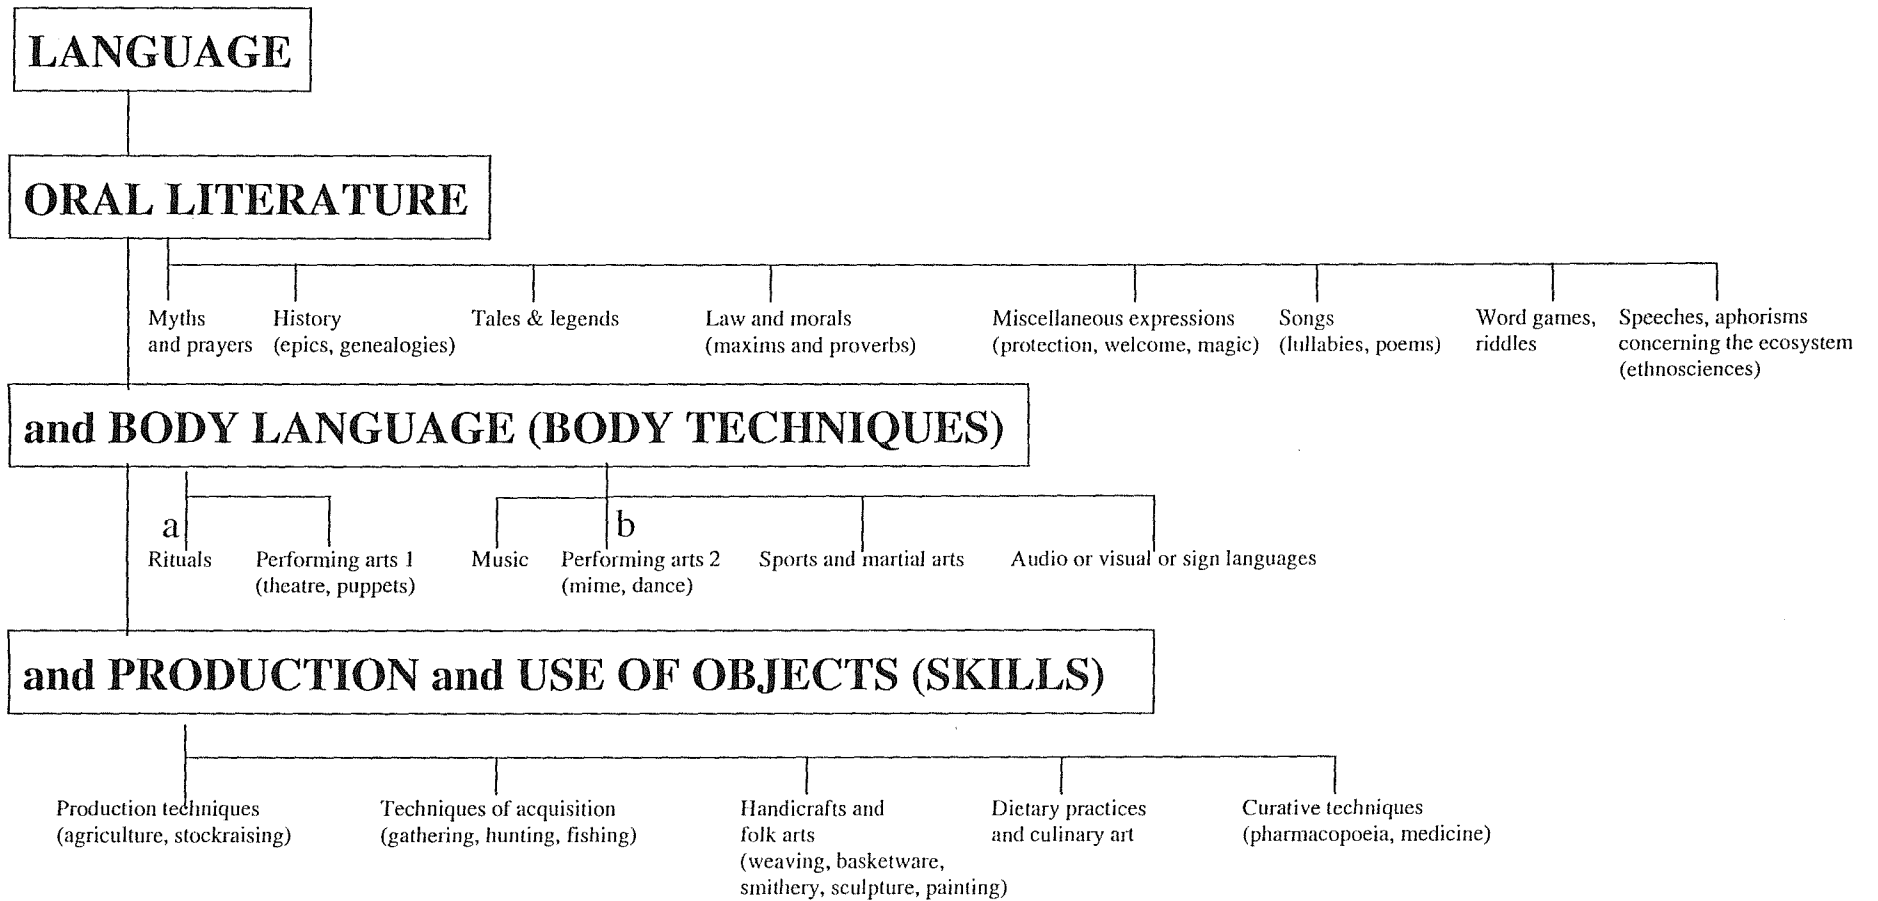 LANGUAGE
ORAL LITERATURE
Myths
and prayers
History
(epics, genealogies)
Tales & legends
Law and morals
(maxims and proverbs)
Miscellaneous expressions
(protection, welcome, magic)
Songs
(lullabies, poems)
Word games,
riddles
Speeches, aphorisms
concerning the ecosystem
(ethnosciences)
and BODY LANGUAGE (BODY TECHNIQUES)
a
Rituals
Performing arts 1
(theatre, puppets)
Music
b
Performing arts 2
(mime, dance)
Sports and martial arts
Audio or visual or sign languages
and PRODUCTION and USE OF OBJECTS (SKILLS)
Production techniques
(agriculture, stockraising)
Techniques of acquisition
(gathering, hunting, fishing)
Handicrafts and
folk arts
(weaving, basketware,
smithery, sculpture, painting)
Dietary practices
and culinary art
Curative techniques
(pharmacopoeia, medicine)